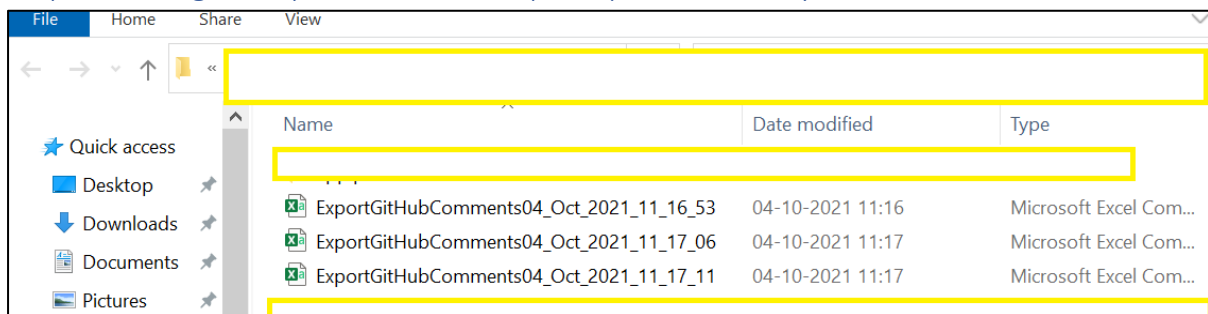 File Home Share View
«
Name Date modified Type
Quick access
Desktop
ExportGitHubComments04_Oct_2021_11_16_53 04-10-2021 11:16 Microsoft Excel Com...
Downloads
ExportGitHubComments04_Oct_2021_11_17_06 04-10-2021 11:17 Microsoft Excel Com...
Documents
ExportGitHubComments04_Oct_2021_11_17_11 04-10-2021 11:17 Microsoft Excel Com...
Pictures